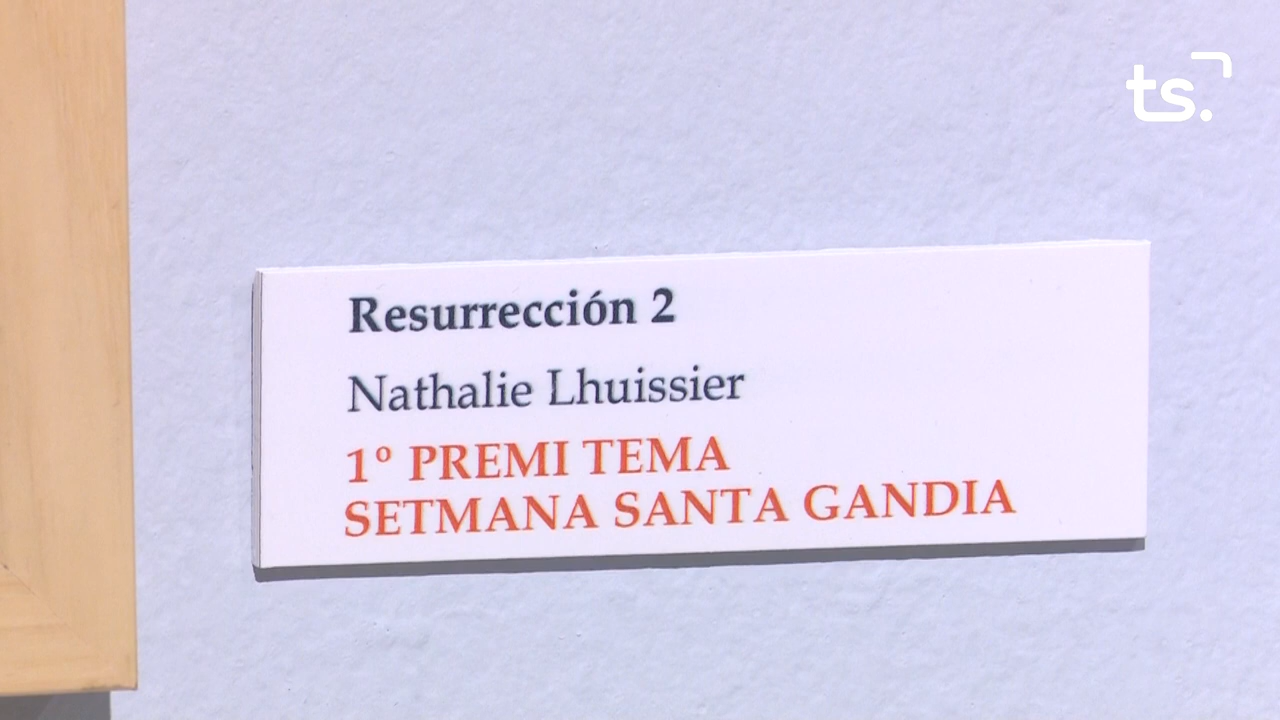 ts.
Resurrección 2
Nathalie Lhuissier
1º PREMI TEMA
SETMANA SANTA GANDIA